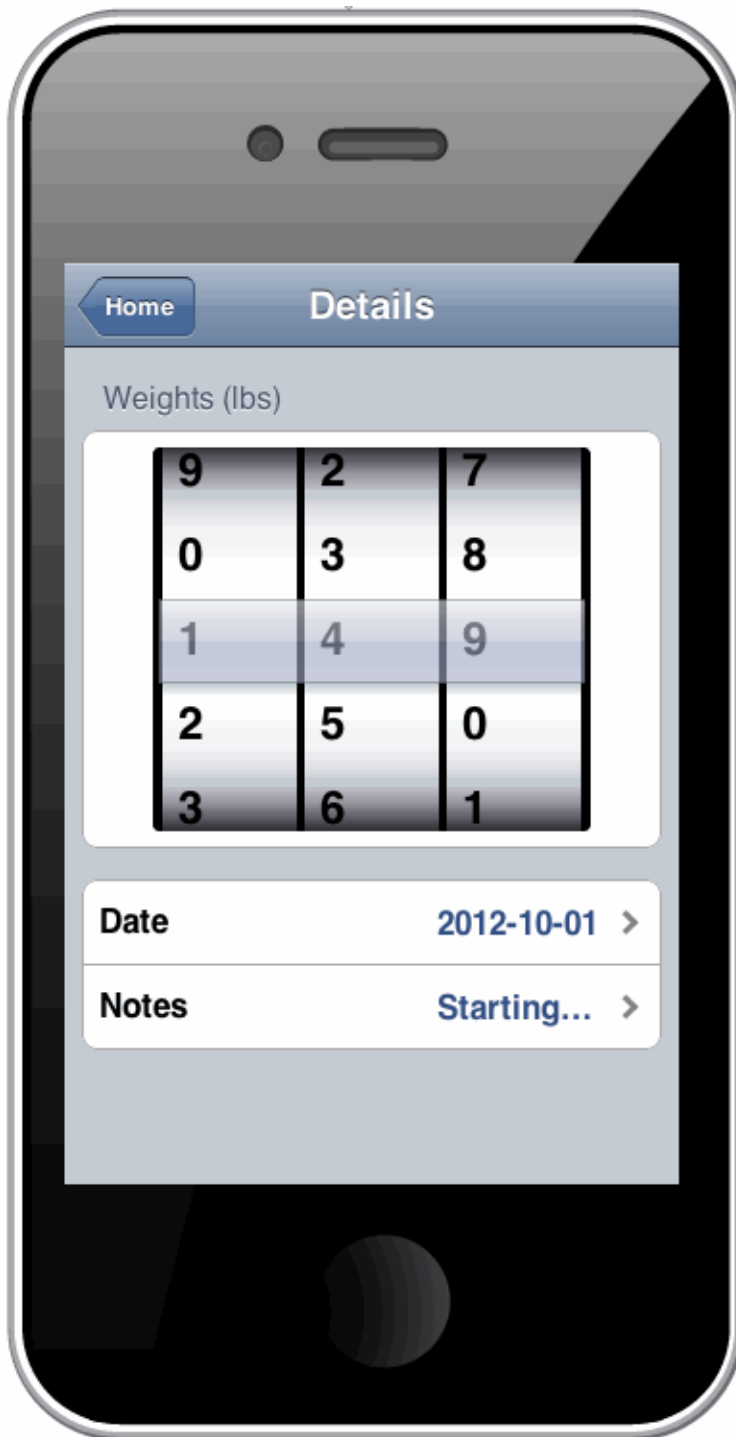 Home Details
Weights (lbs)
9 2 7
0 3 8
1 4 9
2 5 0
3 6 1
Date 2012-10-01
Notes Starting...